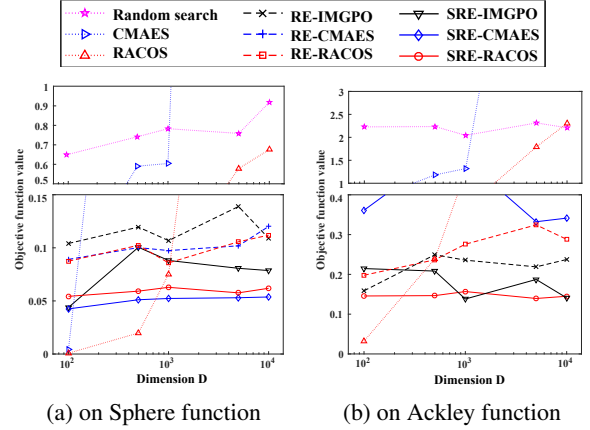 Random search RE-IMGPO SRE-IMGPO
CMAES RE-CMAES SRE-CMAES
RACOS RE-RACOS SRE-RACOS
Objective function value
1
0.9
0.8
0.7
0.6
0.5
0.15
0.1
0.05
0
10^2 10^3 10^4
Dimension D
(a) on Sphere function
Objective function value
3
2.5
2
1.5
1
0.4
0.3
0.2
0.1
0
10^2 10^3 10^4
Dimension D
(b) on Ackley function